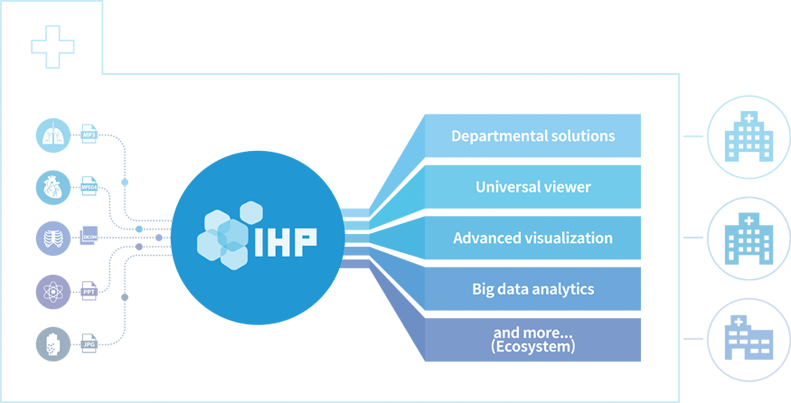 MP3
MPEG4
DICOM
PPT
JPG
IHP
Departmental solutions
Universal viewer
Advanced visualization
Big data analytics
and more...
(Ecosystem)